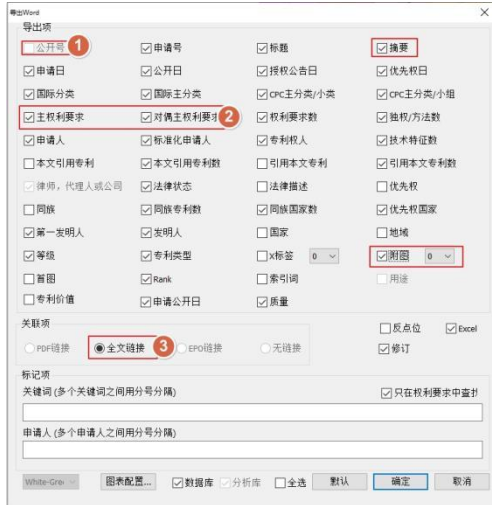 导出Word
导出项
公开号 1 申请号 标题 摘要
申请日 公开日 授权公告日 优先权日
国际分类 国际主分类 CPC主分类/小类 CPC主分类/小组
主权利要求 对偶主权利要求 2 权利要求数 独权/方法数
申请人 标准化申请人 专利权人 技术特征数
本文引用专利 本文引用专利数 引用本文专利 引用本文专利数
律师，代理人或公司 法律状态 法律描述 优先权
同族 同族专利数 同族国家数 优先权国家
第一发明人 发明人 国家 地域
等级 专利类型 X标签 0 附图 0
首图 Rank 索引词 用途
专利价值 申请公开日 质量
关联项
反点位 Excel
PDF链接 全文链接 3 EPO链接 无链接 修订
标记项
关键词(多个关键词之间用分号分隔) 只在权利要求中查
申请人(多个申请人之间用分号分隔)
White-Gre 图表配置... 数据库 分析库 全选 默认 确定 取消